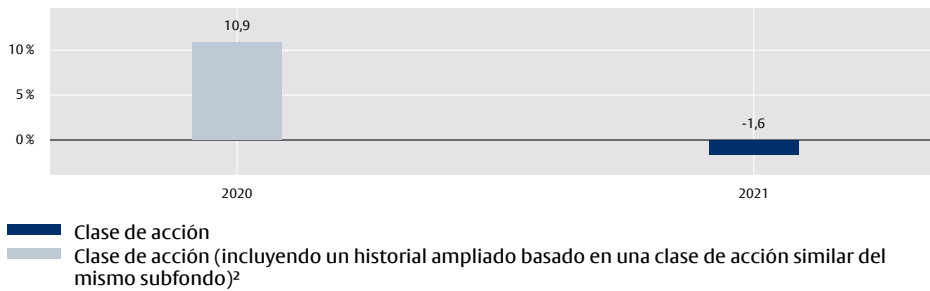 10,9
10 %
5 %
-1,6
0 %
2020 2021
Clase de acción
Clase de acción (incluyendo un historial ampliado basado en una clase de acción similar del
mismo subfondo)²